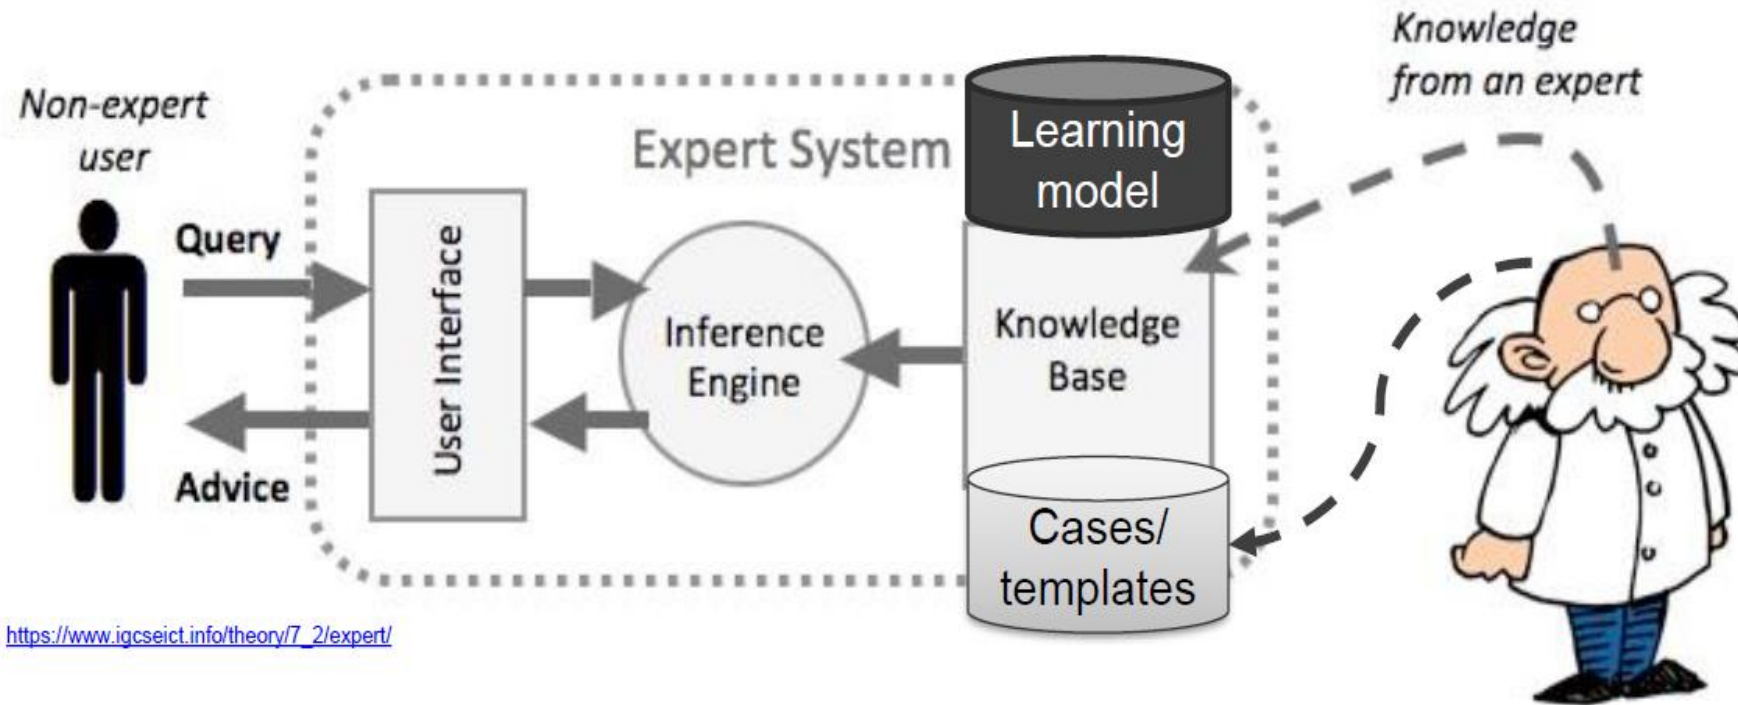 Non-expert
user
Query
Advice
User Interface
Expert System
Inference
Engine
Learning
model
Knowledge
Base
Cases/
templates
Knowledge
from an expert
https://www.igcseict.info/theory/7_2/expert/